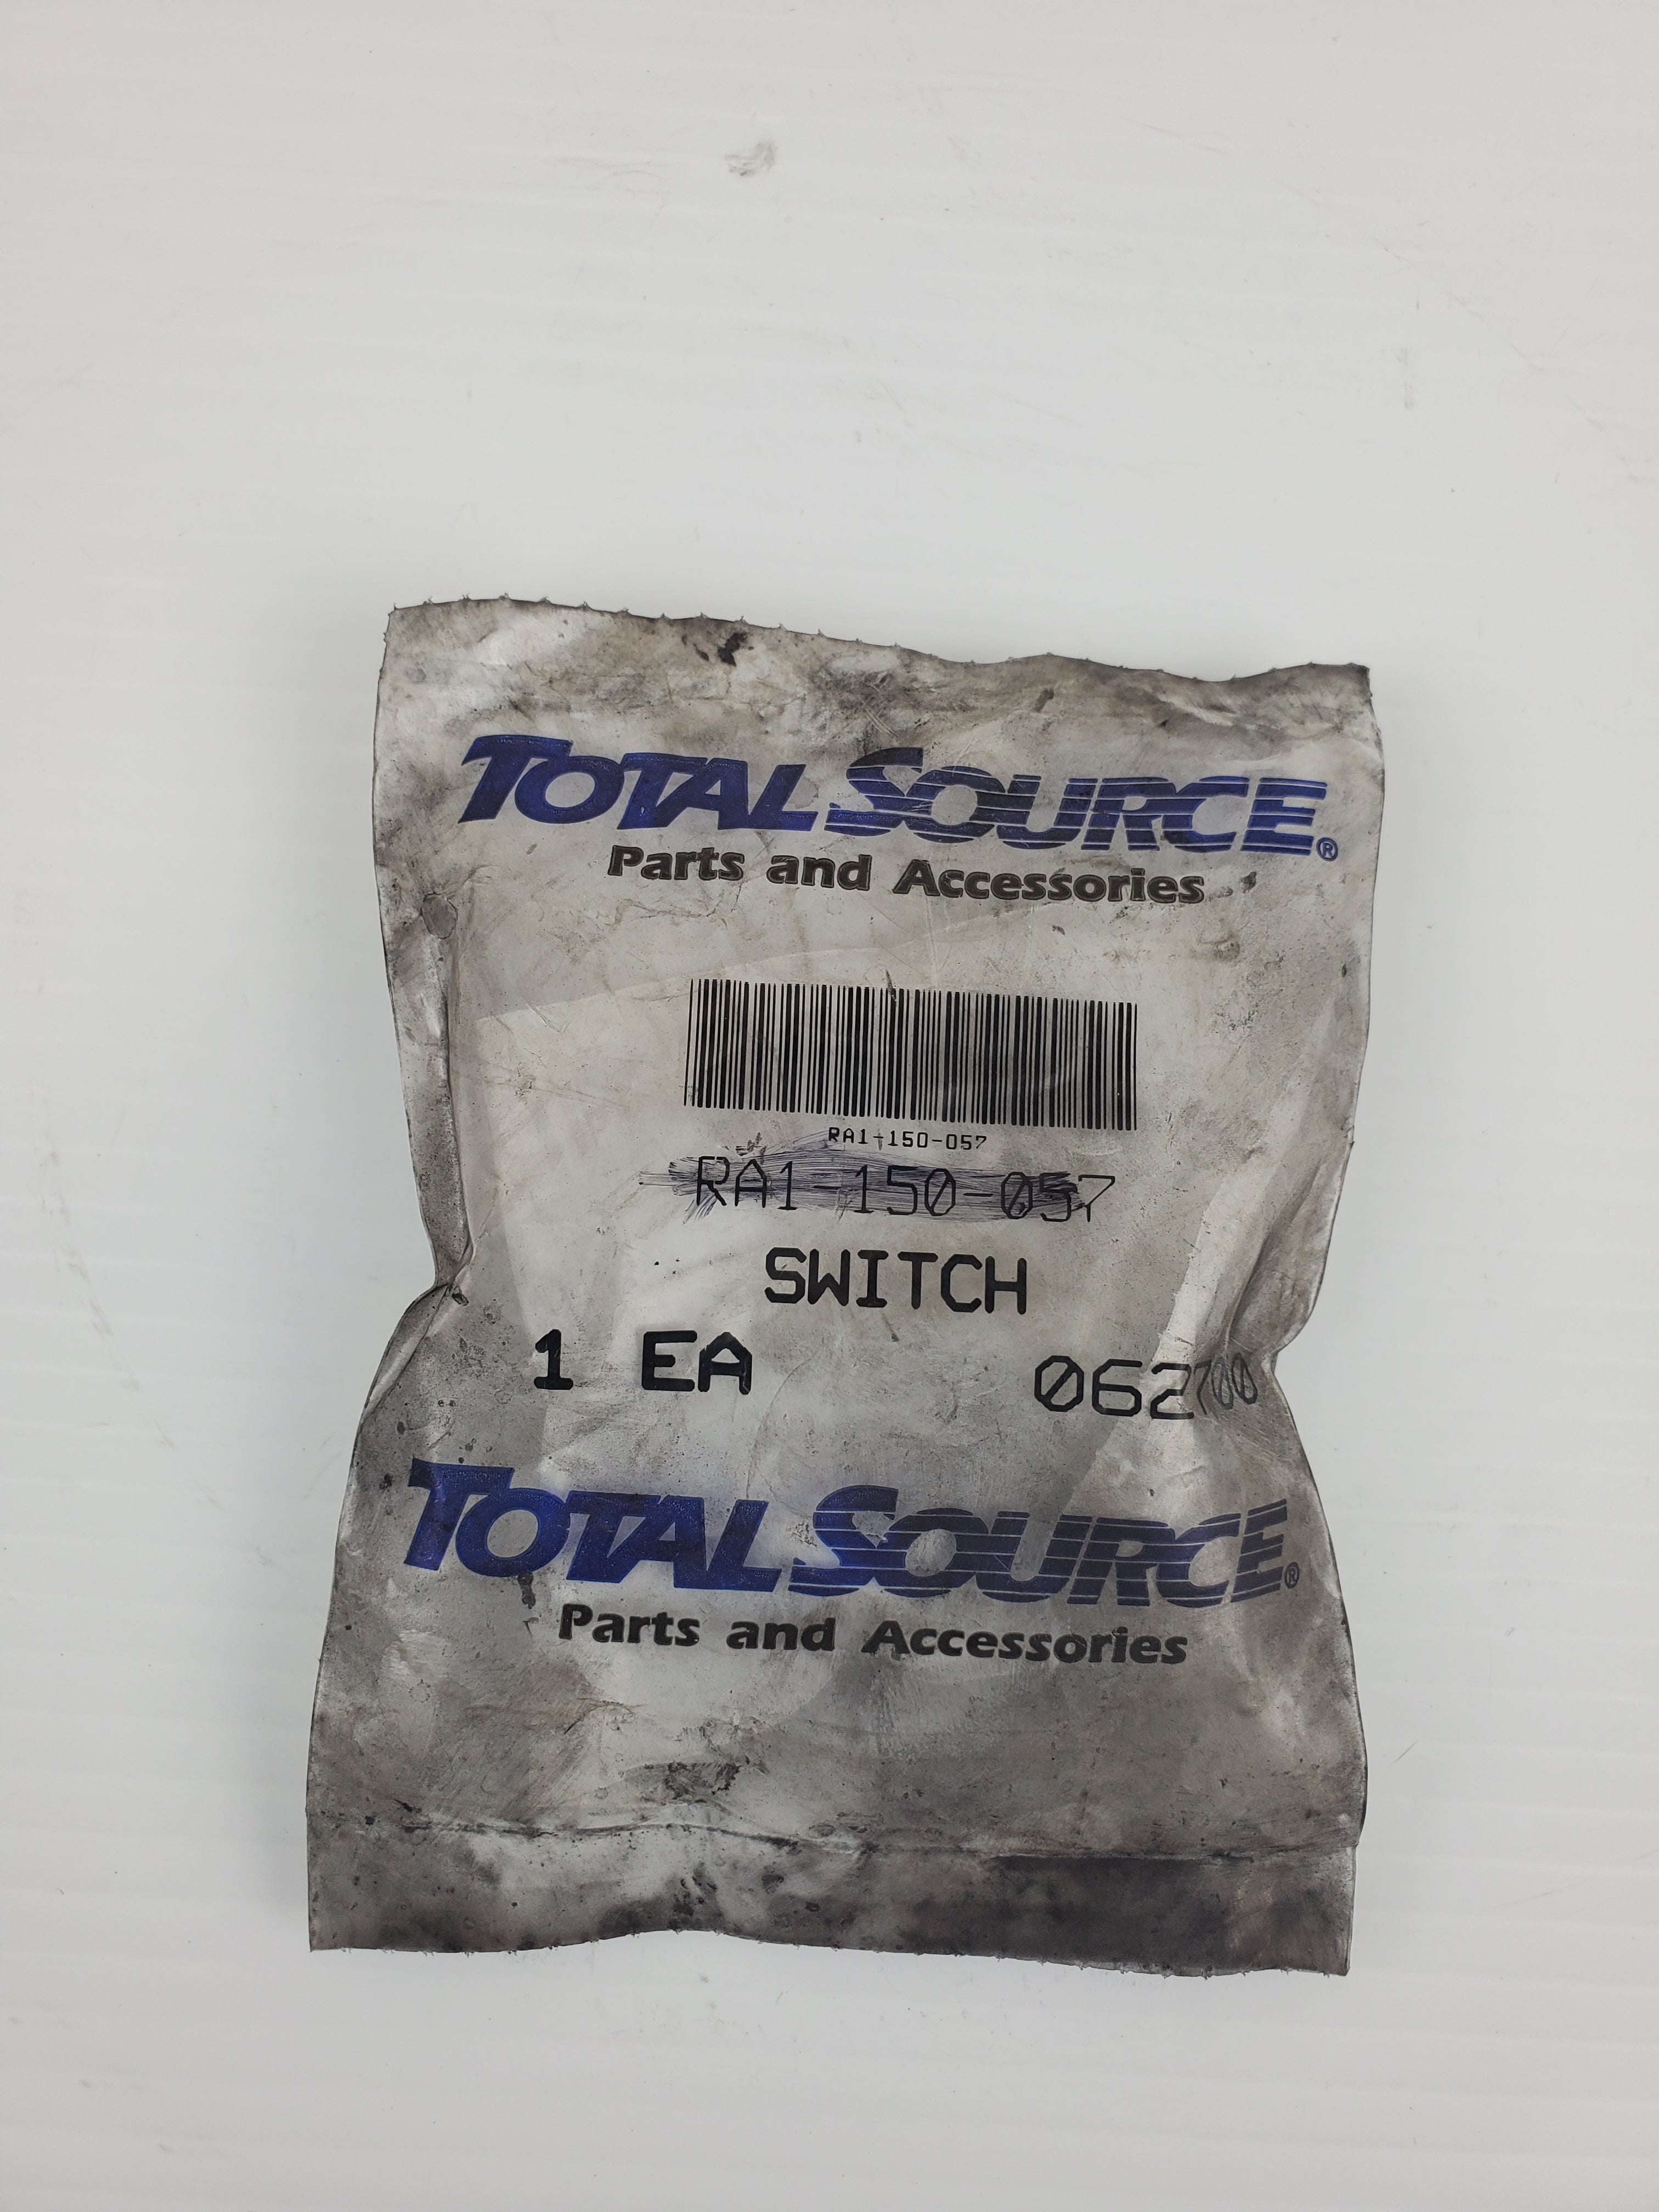 TOTALSOURCE®
Parts and Accessories
RA1-150-057
RA1-150-057
SWITCH
1 EA 062700
TOTALSOURCE®
Parts and Accessories